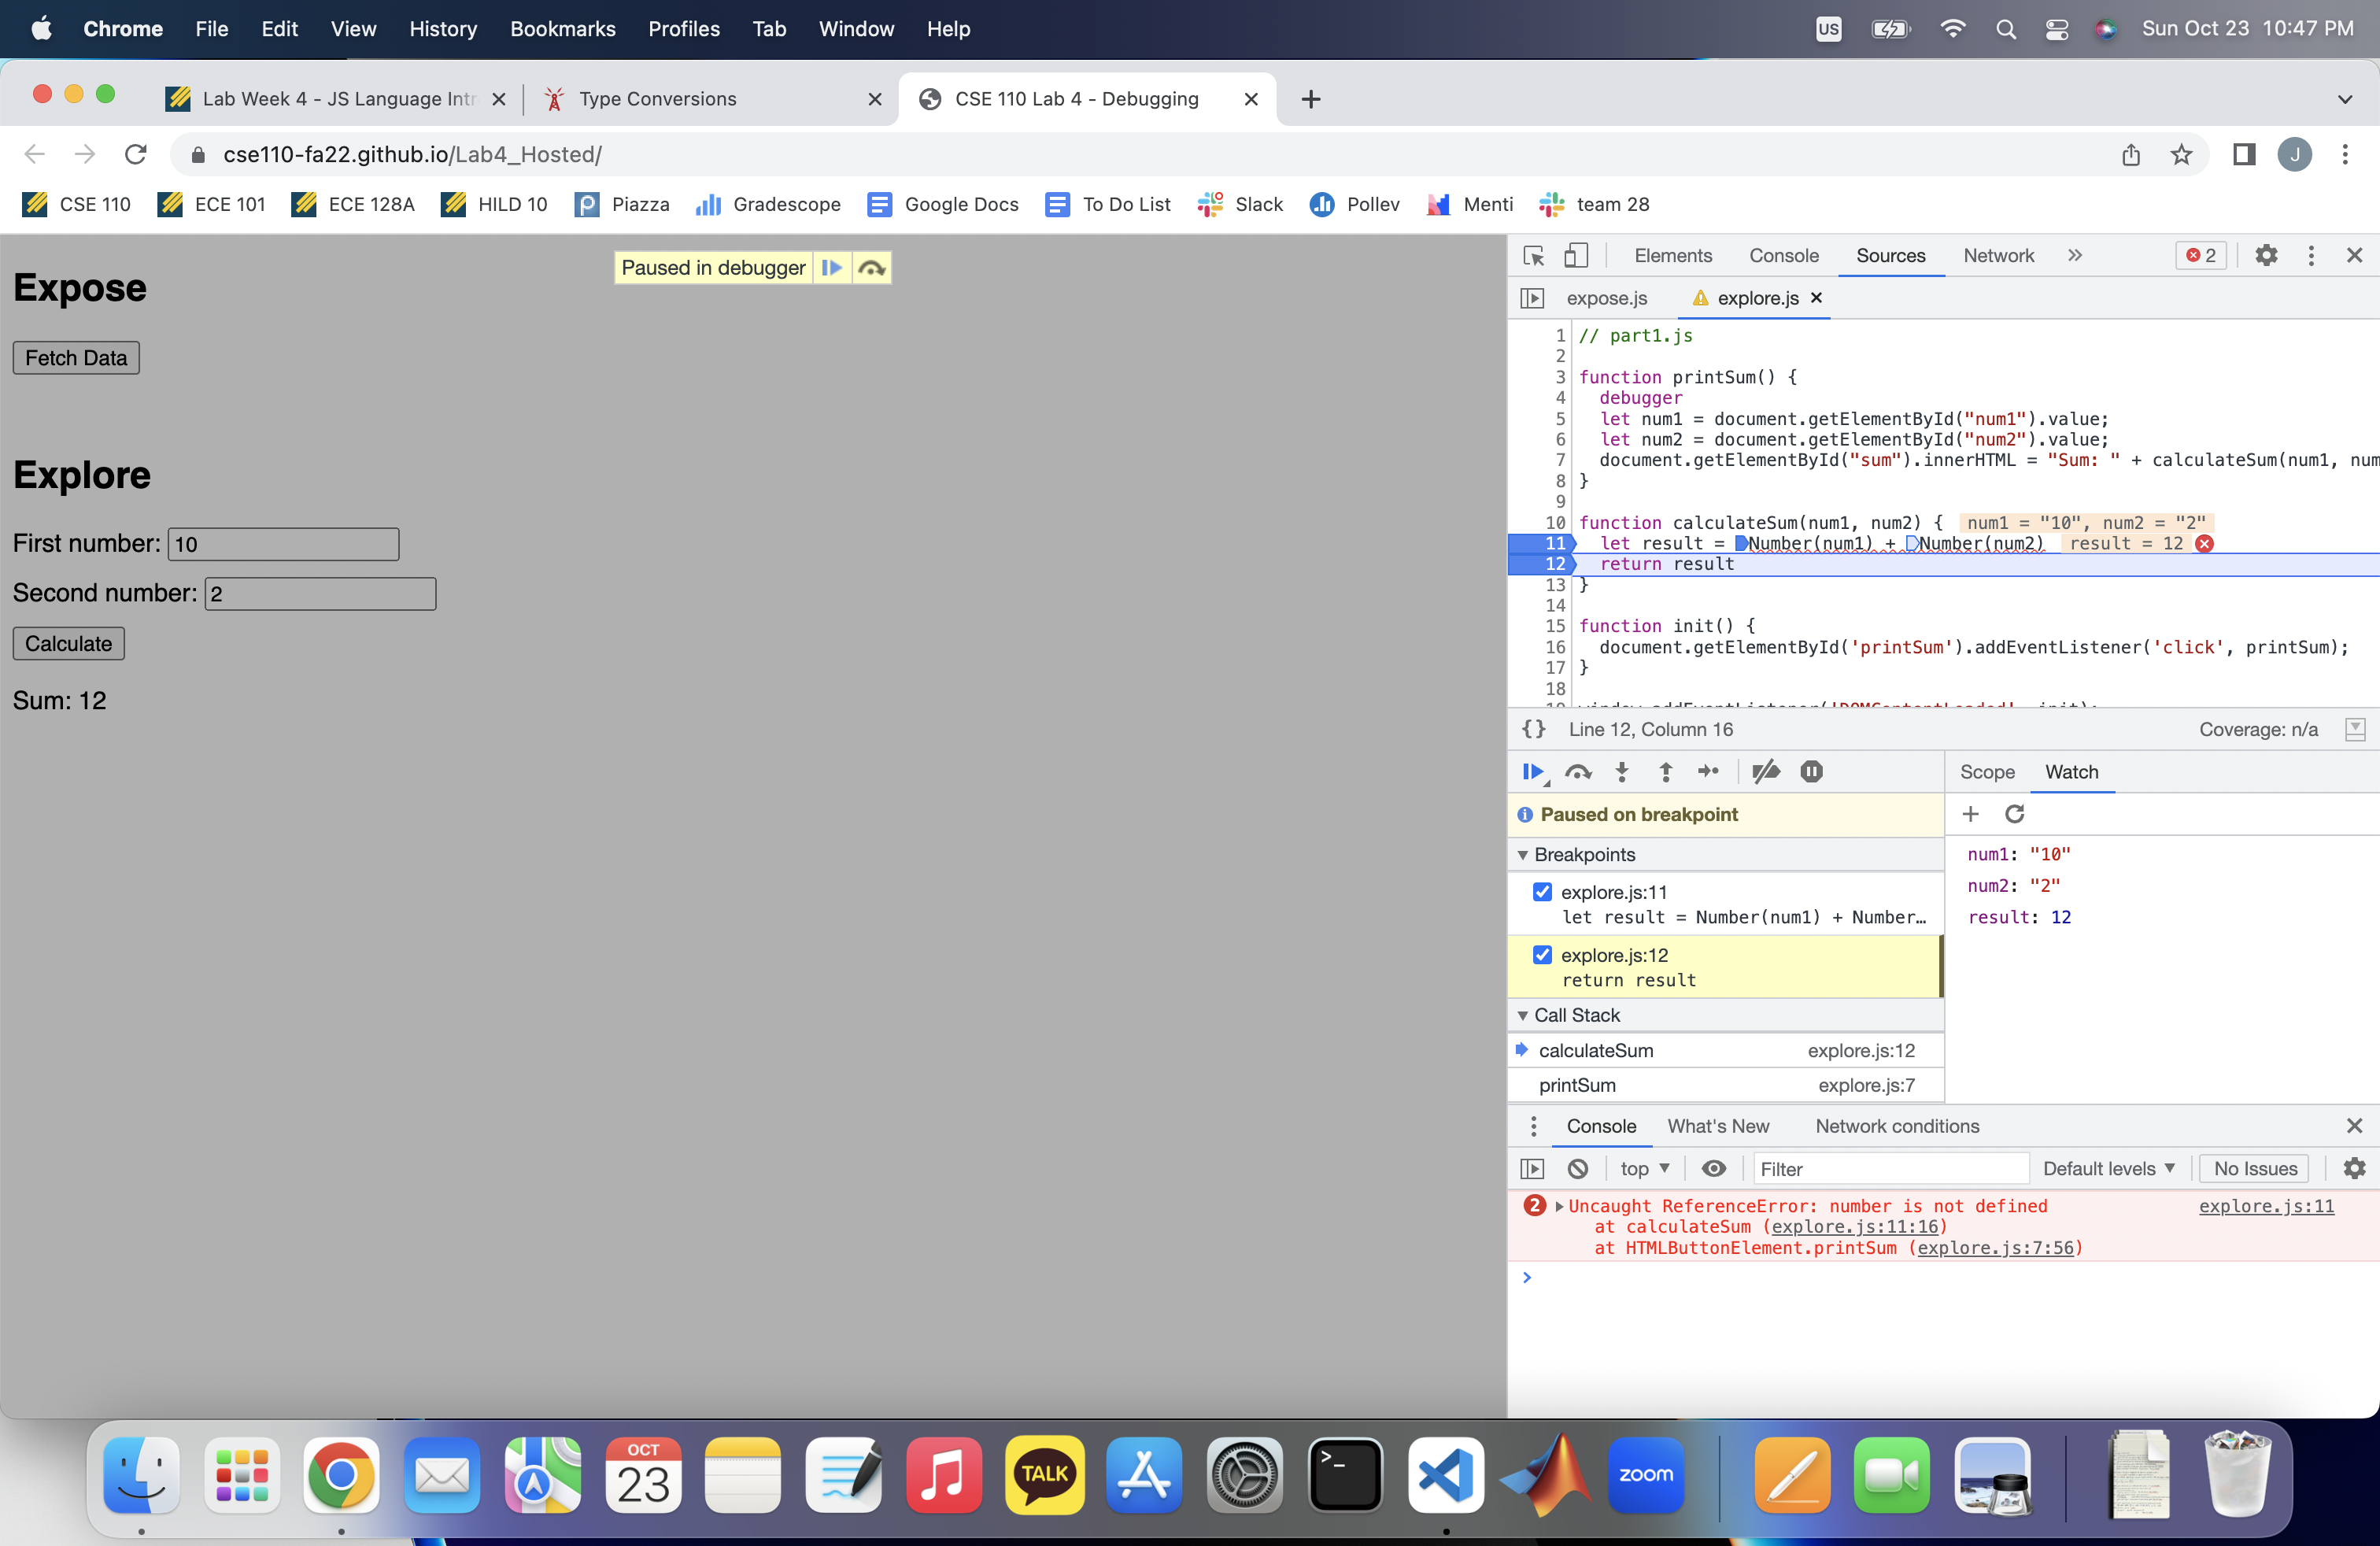 Chrome File Edit View History Bookmarks Profiles Tab Window Help US Sun Oct 23 10:47 PM
Lab Week 4 - JS Language Intr Type Conversions CSE 110 Lab 4 - Debugging
cse110-fa22.github.io/Lab4_Hosted/ J
CSE 110 ECE 101 ECE 128A HILD 10 Piazza Gradescope Google Docs To Do List Slack Pollev Menti team 28
Paused in debugger
Expose
Fetch Data
Explore
First number: 10
Second number: 2
Calculate
Sum: 12
Elements Console Sources Network 2
expose.js explore.js
1 // part1.js
2
3 function printSum() {
4 debugger
5 let num1 = document.getElementById("num1").value;
6 let num2 = document.getElementById("num2").value;
7 document.getElementById("sum").innerHTML = "Sum: " + calculateSum(num1, num
8 }
9
10 function calculateSum(num1, num2) { num1 = "10", num2 = "2"
11 let result = Number(num1) + Number(num2) result = 12
12 return result
13 }
14
15 function init() {
16 document.getElementById('printSum').addEventListener('click', printSum);
17 }
18
{} Line 12, Column 16 Coverage: n/a
Scope Watch
Paused on breakpoint
Breakpoints
explore.js:11
let result = Number(num1) + Number…
explore.js:12
return result
Call Stack
calculateSum explore.js:12
printSum explore.js:7
num1: "10"
num2: "2"
result: 12
Console What's New Network conditions
top Filter Default levels No Issues
2 Uncaught ReferenceError: number is not defined explore.js:11
at calculateSum (explore.js:11:16)
at HTMLButtonElement.printSum (explore.js:7:56)
OCT
23
TALK
>_
zoom